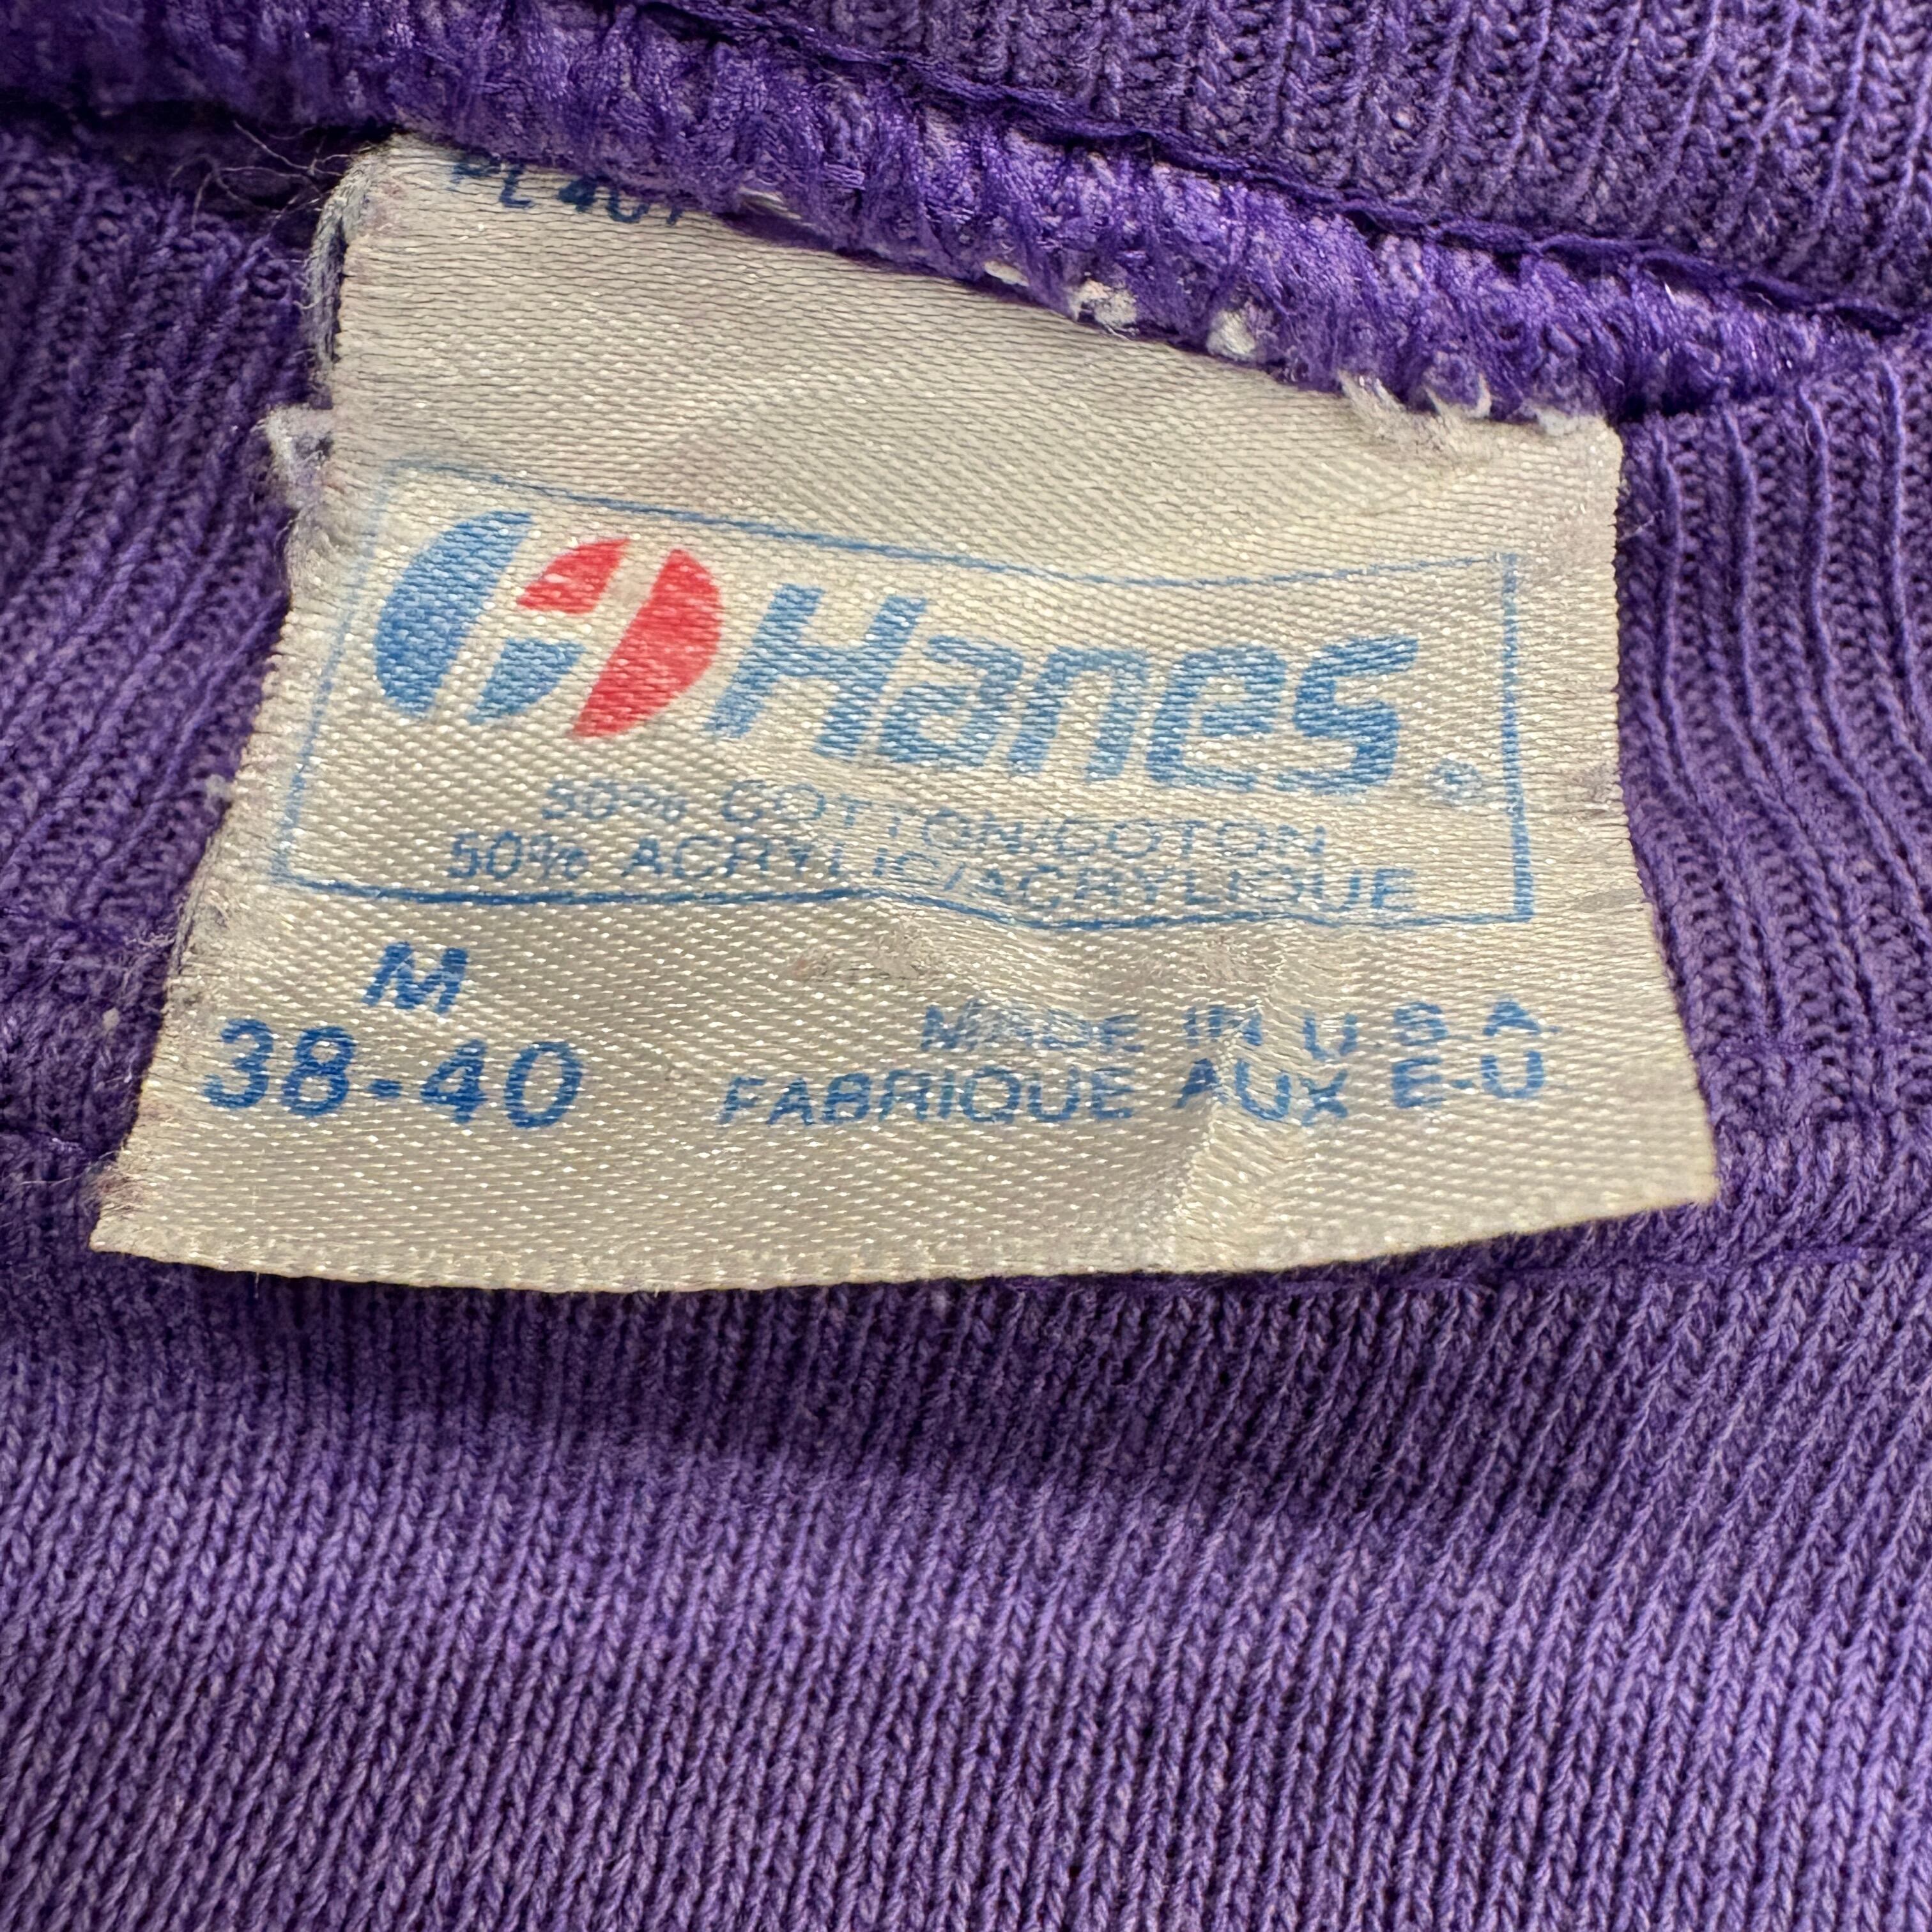 Hanes®
50% COTTON/COTON
50% ACRYLIC/ACRYLIQUE
M
38-40
MADE IN U.S.A.
FABRIQUE AUX E-U